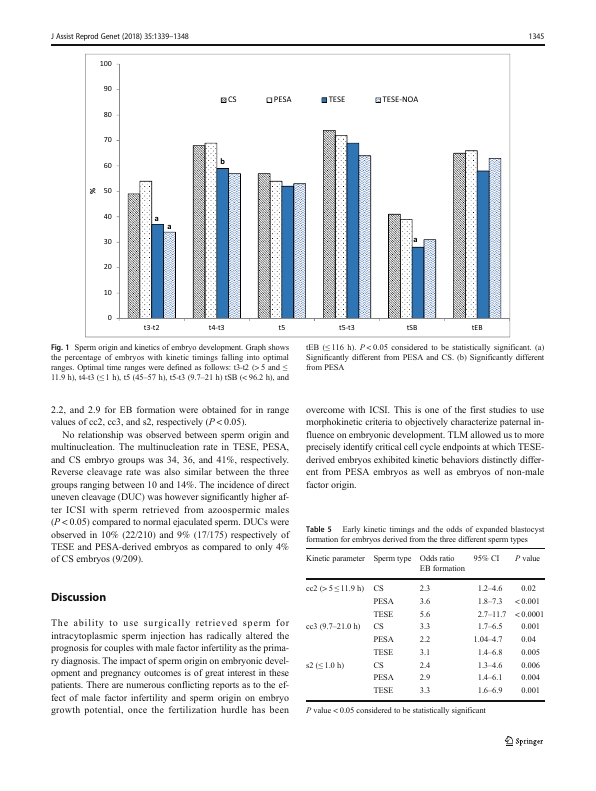 J Assist Reprod Genet (2018) 35:1339–1348 1345
100
90
80
70
60
50
40
30
20
10
0
%
CS PESA TESE TESE-NOA
a
a
b
a
t3-t2 t4-t3 t5 t5-t3 tSB tEB
Fig. 1 Sperm origin and kinetics of embryo development. Graph shows
the percentage of embryos with kinetic timings falling into optimal
ranges. Optimal time ranges were defined as follows: t3-t2 (> 5 and ≤
11.9 h), t4-t3 (≤ 1 h), t5 (45–57 h), t5-t3 (9.7–21 h) tSB (< 96.2 h), and
tEB (≤ 116 h). P < 0.05 considered to be statistically significant. (a)
Significantly different from PESA and CS. (b) Significantly different
from PESA
2.2, and 2.9 for EB formation were obtained for in range
values of cc2, cc3, and s2, respectively (P < 0.05).
No relationship was observed between sperm origin and
multinucleation. The multinucleation rate in TESE, PESA,
and CS embryo groups was 34, 36, and 41%, respectively.
Reverse cleavage rate was also similar between the three
groups ranging between 10 and 14%. The incidence of direct
uneven cleavage (DUC) was however significantly higher af-
ter ICSI with sperm retrieved from azoospermic males
(P < 0.05) compared to normal ejaculated sperm. DUCs were
observed in 10% (22/210) and 9% (17/175) respectively of
TESE and PESA-derived embryos as compared to only 4%
of CS embryos (9/209).
Discussion
The ability to use surgically retrieved sperm for
intracytoplasmic sperm injection has radically altered the
prognosis for couples with male factor infertility as the prima-
ry diagnosis. The impact of sperm origin on embryonic devel-
opment and pregnancy outcomes is of great interest in these
patients. There are numerous conflicting reports as to the ef-
fect of male factor infertility and sperm origin on embryo
growth potential, once the fertilization hurdle has been
overcome with ICSI. This is one of the first studies to use
morphokinetic criteria to objectively characterize paternal in-
fluence on embryonic development. TLM allowed us to more
precisely identify critical cell cycle endpoints at which TESE-
derived embryos exhibited kinetic behaviors distinctly differ-
ent from PESA embryos as well as embryos of non-male
factor origin.
Table 5 Early kinetic timings and the odds of expanded blastocyst
formation for embryos derived from the three different sperm types
Kinetic parameter Sperm type Odds ratio 95% CI P value
EB formation
cc2 (> 5 ≤ 11.9 h) CS 2.3 1.2–4.6 0.02
PESA 3.6 1.8–7.3 < 0.001
TESE 5.6 2.7–11.7 < 0.0001
cc3 (9.7–21.0 h) CS 3.3 1.7–6.5 0.001
PESA 2.2 1.04–4.7 0.04
TESE 3.1 1.4–6.8 0.005
s2 (≤ 1.0 h) CS 2.4 1.3–4.6 0.006
PESA 2.9 1.4–6.1 0.004
TESE 3.3 1.6–6.9 0.001
P value < 0.05 considered to be statistically significant
Springer